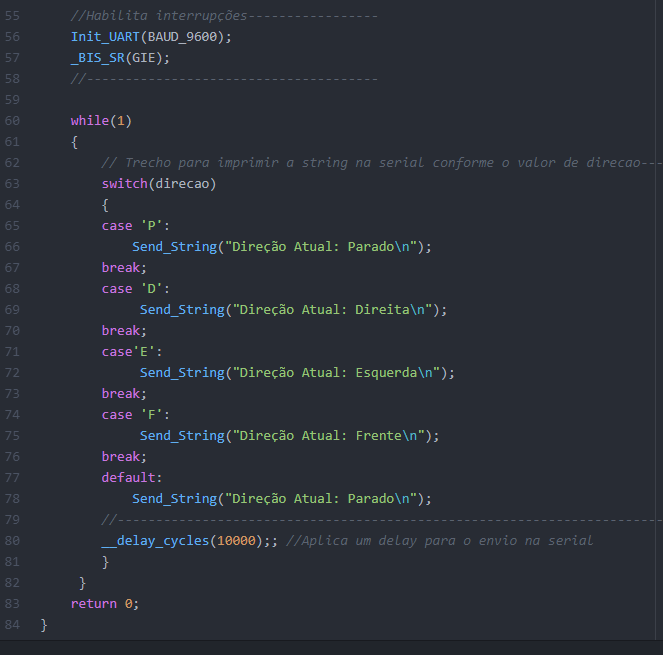 55 //Habilita interrupções-----------------
56 Init_UART(BAUD_9600);
57 _BIS_SR(GIE);
58 //--------------------------------------
59
60 while(1)
61 {
62 // Trecho para imprimir a string na serial conforme o valor de direcao---
63 switch(direcao)
64 {
65 case 'P':
66 Send_String("Direção Atual: Parado\n");
67 break;
68 case 'D':
69 Send_String("Direção Atual: Direita\n");
70 break;
71 case'E':
72 Send_String("Direção Atual: Esquerda\n");
73 break;
74 case 'F':
75 Send_String("Direção Atual: Frente\n");
76 break;
77 default:
78 Send_String("Direção Atual: Parado\n");
79 //-----------------------------------------------------------------------
80 __delay_cycles(10000);; //Aplica um delay para o envio na serial
81 }
82 }
83 return 0;
84 }